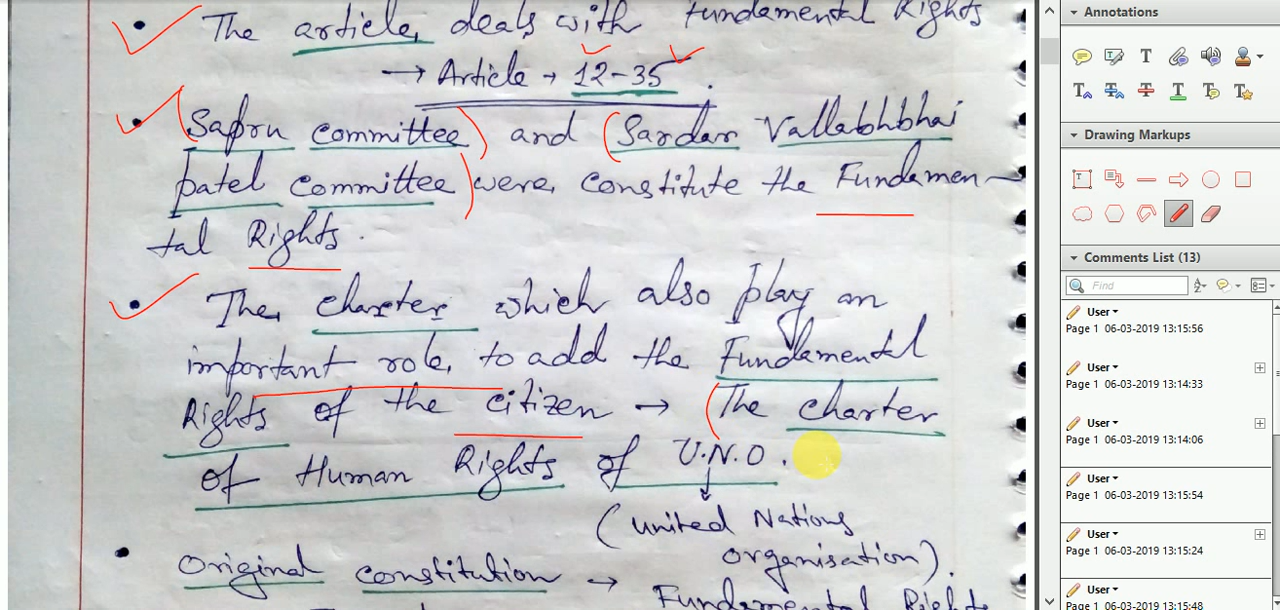 • The article deals with Fundamental Rights
→ Article → 12-35.
• (Sapru committee) and (Sardar Vallabhbhai
patel committee) were constitute the Fundamen-
tal Rights.
• The charter which also play an
important role to add the Fundamental
Rights of the citizen → (The charter
of Human Rights of U.N.O.
(United Nations
organisation).
• Original constitution →
Fundamental Rights
Annotations
T
T T T T T T
Drawing Markups
T
Comments List (13)
Find
User
Page 1 06-03-2019 13:15:56
User
Page 1 06-03-2019 13:14:33
User
Page 1 06-03-2019 13:14:06
User
Page 1 06-03-2019 13:15:54
User
Page 1 06-03-2019 13:15:24
User
Page 1 06-03-2019 13:15:48